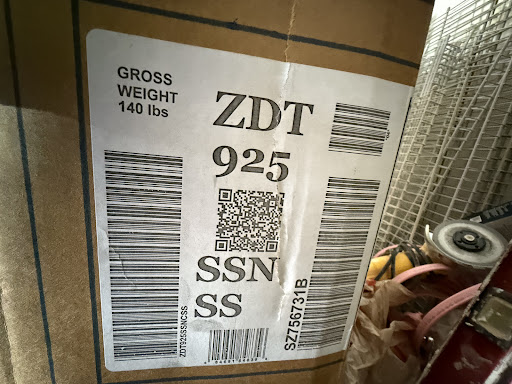 GROSS
WEIGHT
140 lbs
ZDT
925
SSN
SS
ZDT925SSNCSS
SZ756731B